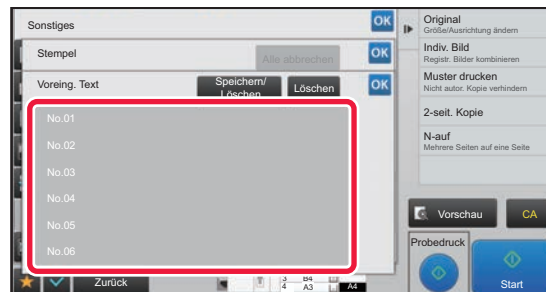 Sonstiges
OK
Stempel
Alle abbrechen
OK
Voreing. Text
Speichern/
Löschen
Löschen
OK
No.01
No.02
No.03
No.04
No.05
No.06
Zurück
3 B4
4 A3
A4
Original
Größe/Ausrichtung ändern
Indiv. Bild
Registr. Bilder kombinieren
Muster drucken
Nicht autor. Kopie verhindern
2-seit. Kopie
N-auf
Mehrere Seiten auf eine Seite
Vorschau
CA
Probedruck
Start